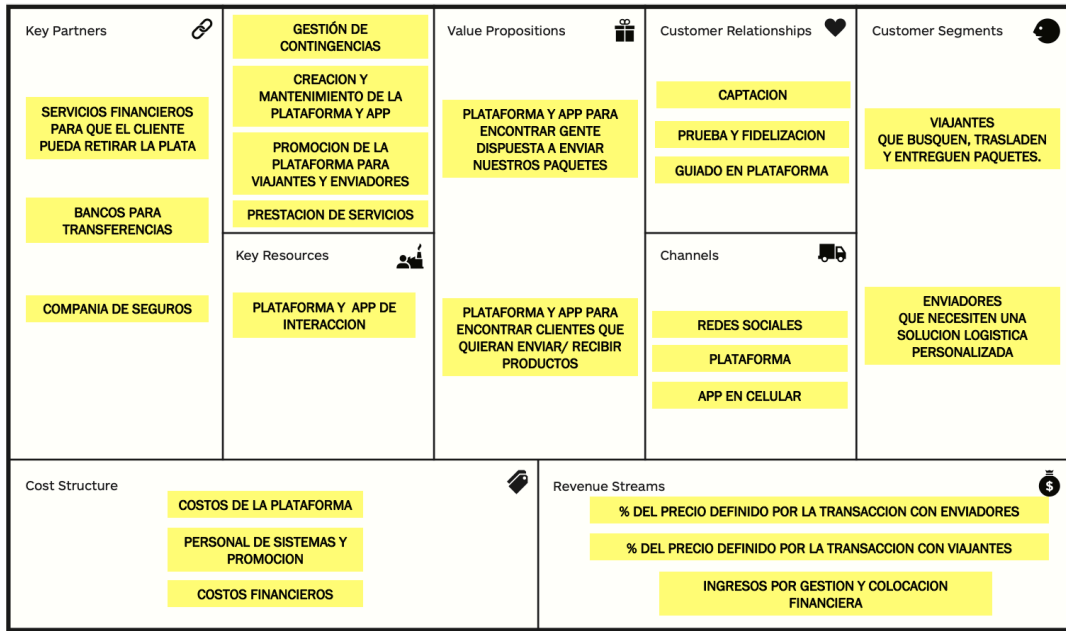 Key Partners
SERVICIOS FINANCIEROS
PARA QUE EL CLIENTE
PUEDA RETIRAR LA PLATA
BANCOS PARA
TRANSFERENCIAS
COMPANIA DE SEGUROS
GESTIÓN DE
CONTINGENCIAS
CREACION Y
MANTENIMIENTO DE LA
PLATAFORMA Y APP
PROMOCION DE LA
PLATAFORMA PARA
VIAJANTES Y ENVIADORES
PRESTACION DE SERVICIOS
Key Resources
PLATAFORMA Y APP DE
INTERACCION
Value Propositions
PLATAFORMA Y APP PARA
ENCONTRAR GENTE
DISPUESTA A ENVIAR
NUESTROS PAQUETES
PLATAFORMA Y APP PARA
ENCONTRAR CLIENTES QUE
QUIERAN ENVIAR/ RECIBIR
PRODUCTOS
Customer Relationships
CAPTACION
PRUEBA Y FIDELIZACION
GUIADO EN PLATAFORMA
Channels
REDES SOCIALES
PLATAFORMA
APP EN CELULAR
Customer Segments
VIAJANTES
QUE BUSQUEN, TRASLADEN
Y ENTREGUEN PAQUETES.
ENVIADORES
QUE NECESITEN UNA
SOLUCION LOGISTICA
PERSONALIZADA
Cost Structure
COSTOS DE LA PLATAFORMA
PERSONAL DE SISTEMAS Y
PROMOCION
COSTOS FINANCIEROS
Revenue Streams
$
% DEL PRECIO DEFINIDO POR LA TRANSACCION CON ENVIADORES
% DEL PRECIO DEFINIDO POR LA TRANSACCION CON VIAJANTES
INGRESOS POR GESTION Y COLOCACION
FINANCIERA